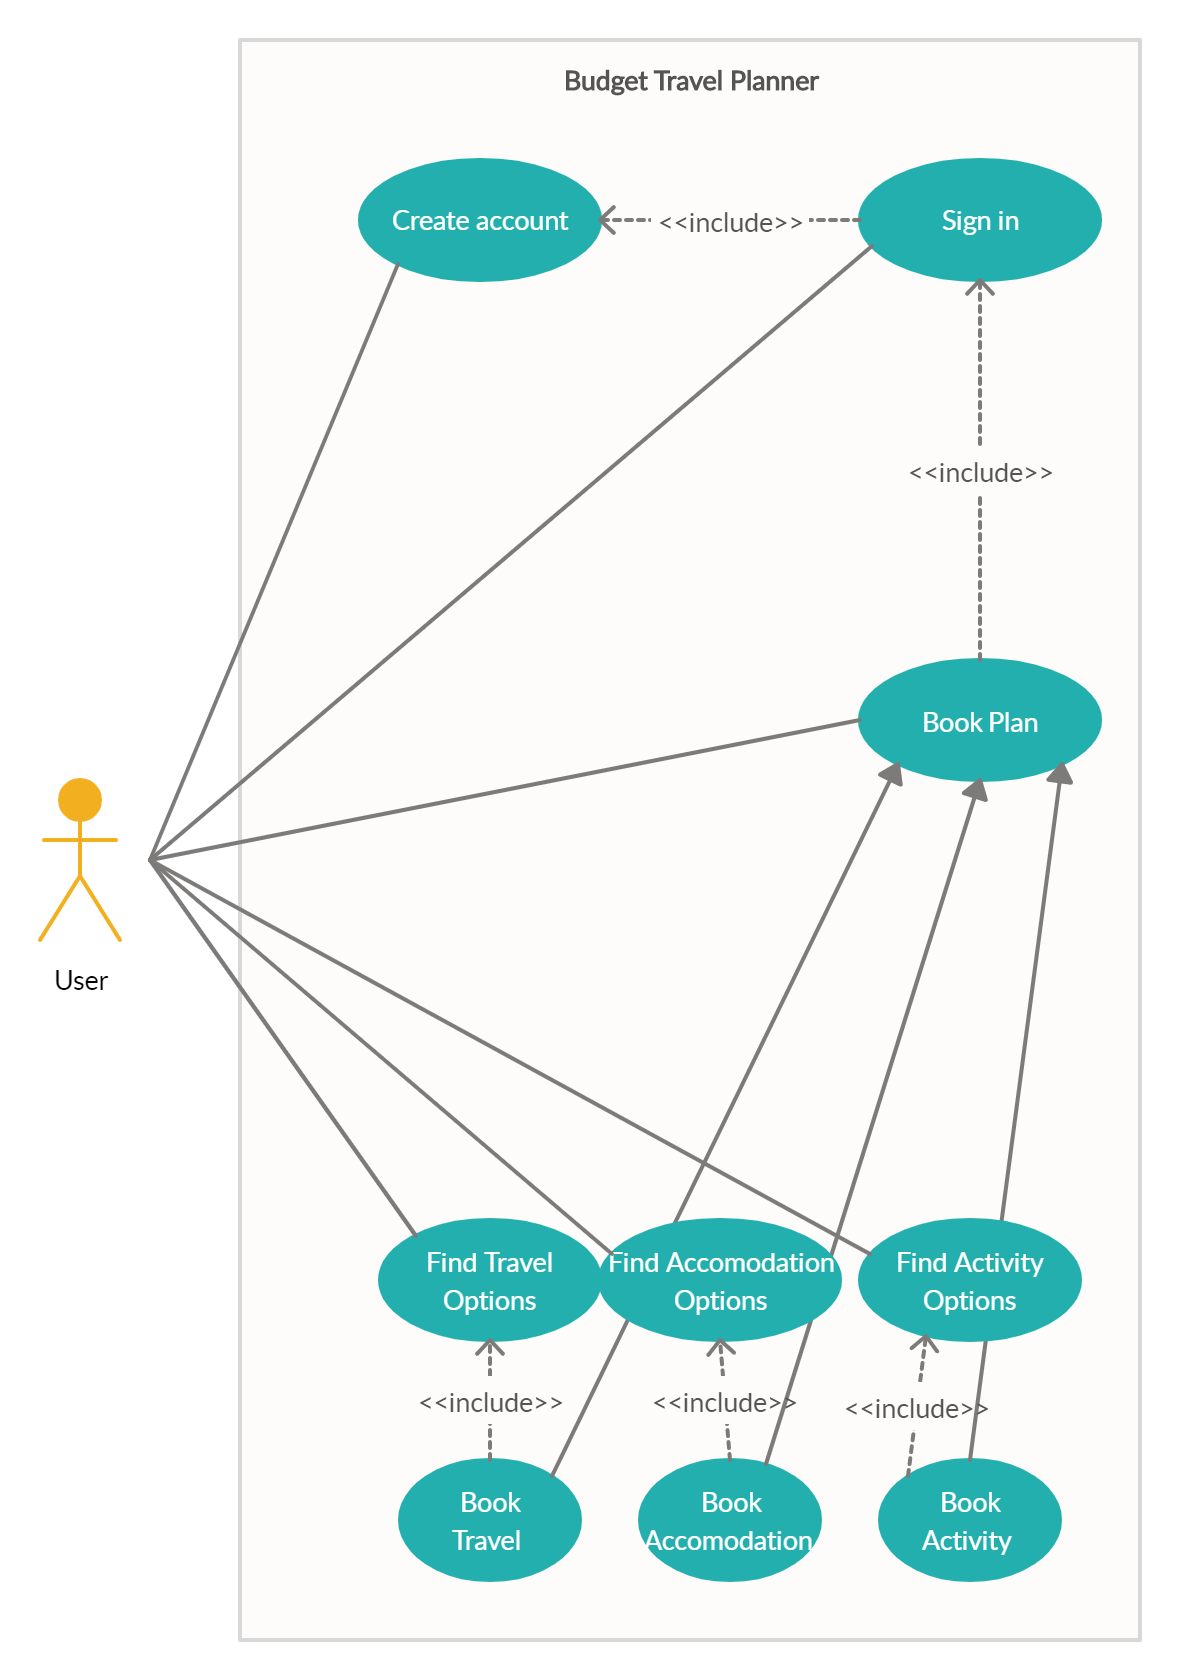 Budget Travel Planner
Create account
<<include>>
Sign in
<<include>>
Book Plan
User
Find Travel
Options
Find Accomodation
Options
Find Activity
Options
<<include>>
<<include>>
<<include>>
Book
Travel
Book
Accomodation
Book
Activity